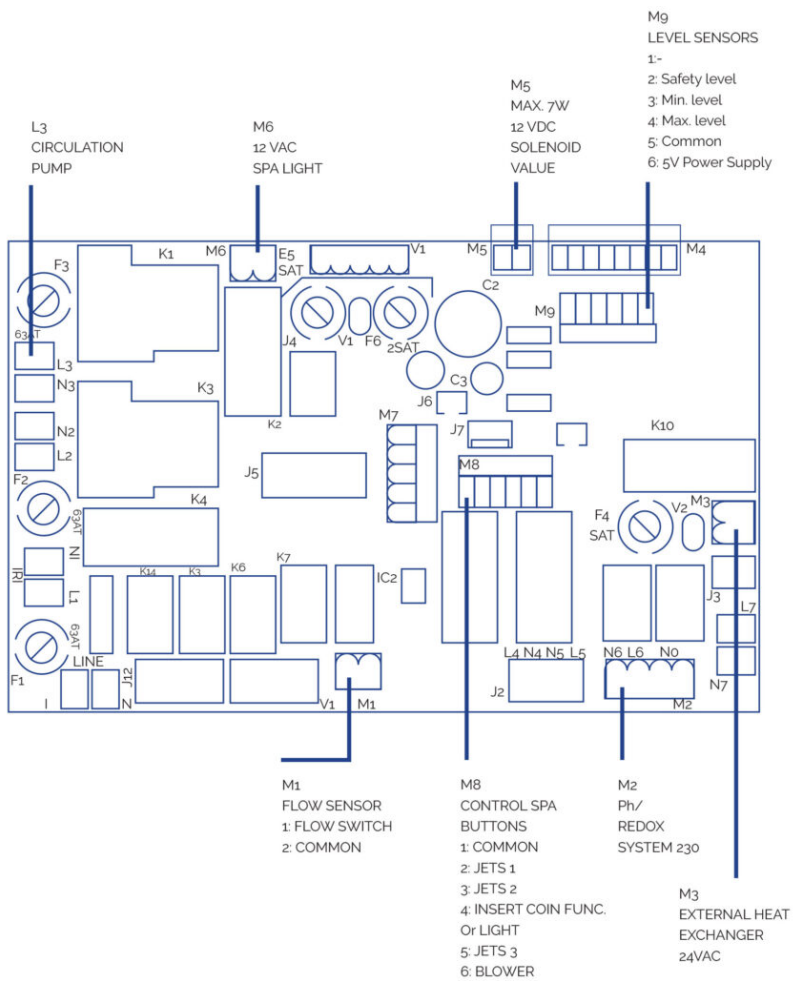 M9
LEVEL SENSORS
1:-
2: Safety level
3: Min. level
4: Max. level
5: Common
6: 5V Power Supply
M5
MAX. 7W
12 VDC
SOLENOID
VALUE
L3
CIRCULATION
PUMP
M6
12 VAC
SPA LIGHT
F3
K1
M6
E5
SAT
V1
M5
M4
C2
M9
63AT
L3
N3
K3
J4
V1
F6
2SAT
C3
J6
K2
M7
N2
L2
J5
J7
M8
K10
F2
63AT
K4
F4
SAT
V2
M3
NI
IRI
L1
K14
K3
K6
K7
IC2
J3
L7
63AT
F1
LINE
I
N
J12
V1
M1
L4 N4 N5 L5
J2
N6 L6 N0
M2
N7
M1
FLOW SENSOR
1: FLOW SWITCH
2: COMMON
M8
CONTROL SPA
BUTTONS
1: COMMON
2: JETS 1
3: JETS 2
4: INSERT COIN FUNC.
Or LIGHT
5: JETS 3
6: BLOWER
M2
Ph/
REDOX
SYSTEM 230
M3
EXTERNAL HEAT
EXCHANGER
24VAC